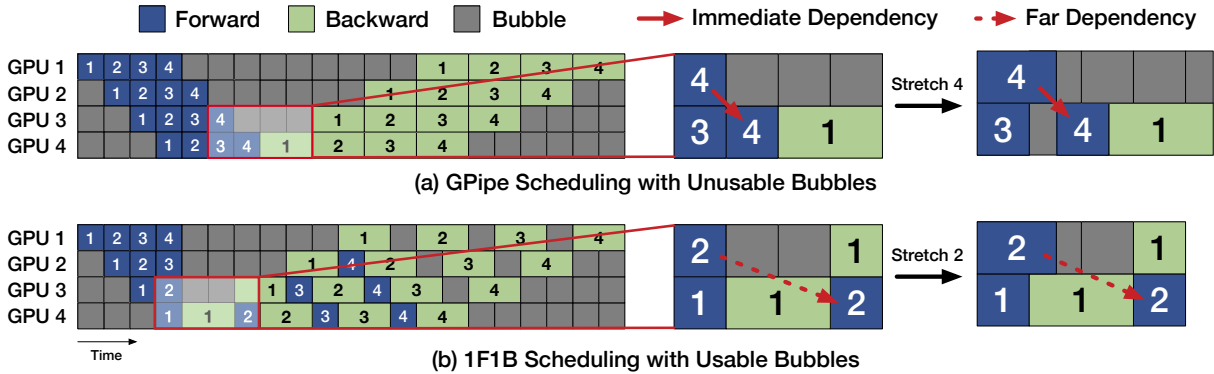 Forward Backward Bubble Immediate Dependency Far Dependency
GPU 1 1 2 3 4 1 2 3 4 4 4
GPU 2 1 2 3 4 1 2 3 4 Stretch 4
GPU 3 1 2 3 4 1 2 3 4 3 4 1 3 4 1
GPU 4 1 2 3 4 1 2 3 4
(a) GPipe Scheduling with Unusable Bubbles
GPU 1 1 2 3 4 1 2 3 4 2 1 2 1
GPU 2 1 2 3 1 4 2 3 4 Stretch 2
GPU 3 1 2 1 3 2 4 3 4 1 1 2 1 1 2
GPU 4 1 1 2 2 3 3 4 4
Time
(b) 1F1B Scheduling with Usable Bubbles